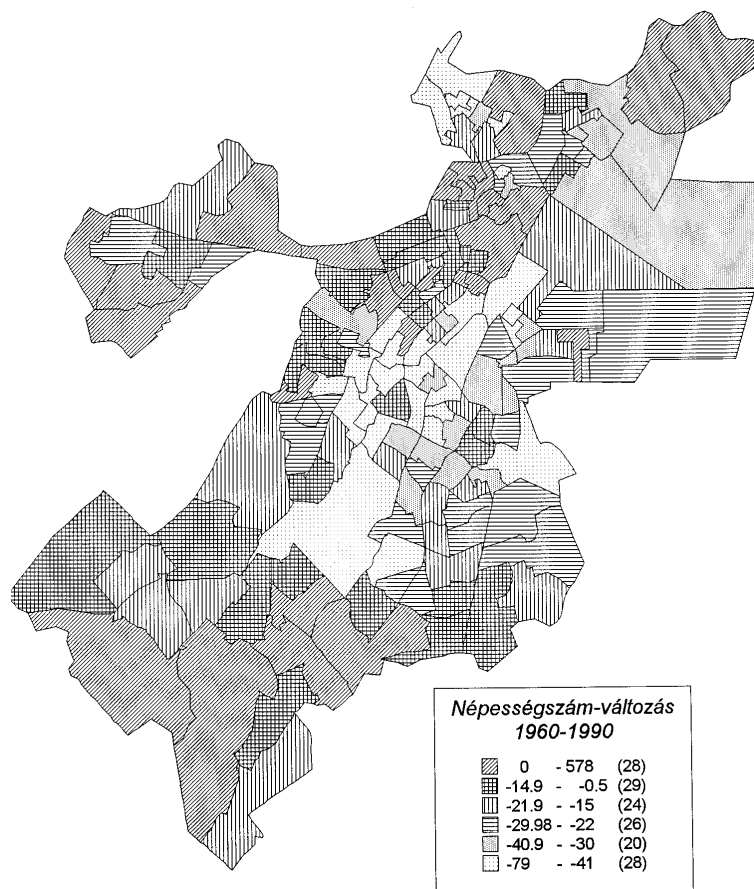 Népességszám-változás
1960-1990
0 - 578 (28)
-14.9 - -0.5 (29)
-21.9 - -15 (24)
-29.98 - -22 (26)
-40.9 - -30 (20)
-79 - -41 (28)